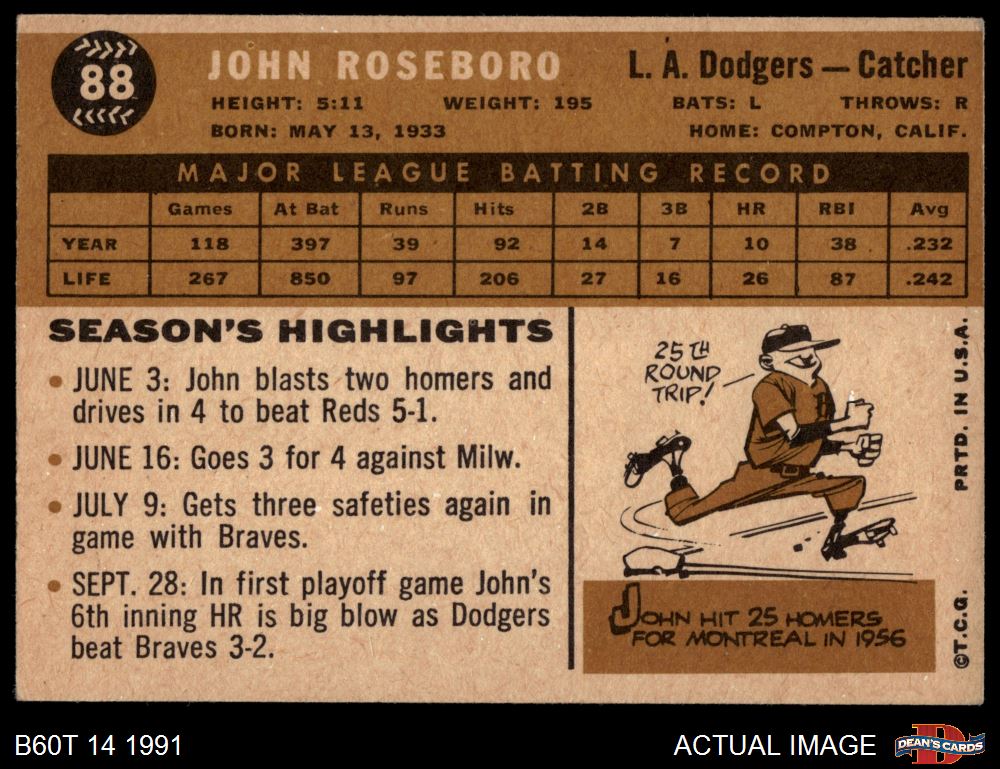 88
JOHN ROSEBORO
L. A. Dodgers — Catcher
HEIGHT: 5:11 WEIGHT: 195 BATS: L THROWS: R
BORN: MAY 13, 1933 HOME: COMPTON, CALIF.
MAJOR LEAGUE BATTING RECORD
Games At Bat Runs Hits 2B 3B HR RBI Avg
YEAR 118 397 39 92 14 7 10 38 .232
LIFE 267 850 97 206 27 16 26 87 .242
SEASON'S HIGHLIGHTS
• JUNE 3: John blasts two homers and
drives in 4 to beat Reds 5-1.
• JUNE 16: Goes 3 for 4 against Milw.
• JULY 9: Gets three safeties again in
game with Braves.
• SEPT. 28: In first playoff game John's
6th inning HR is big blow as Dodgers
beat Braves 3-2.
25TH
ROUND
TRIP!
JOHN HIT 25 HOMERS
FOR MONTREAL IN 1956
©T.C.G. PRTD. IN U.S.A.
B60T 14 1991
ACTUAL IMAGE
D
DEAN'S CARDS